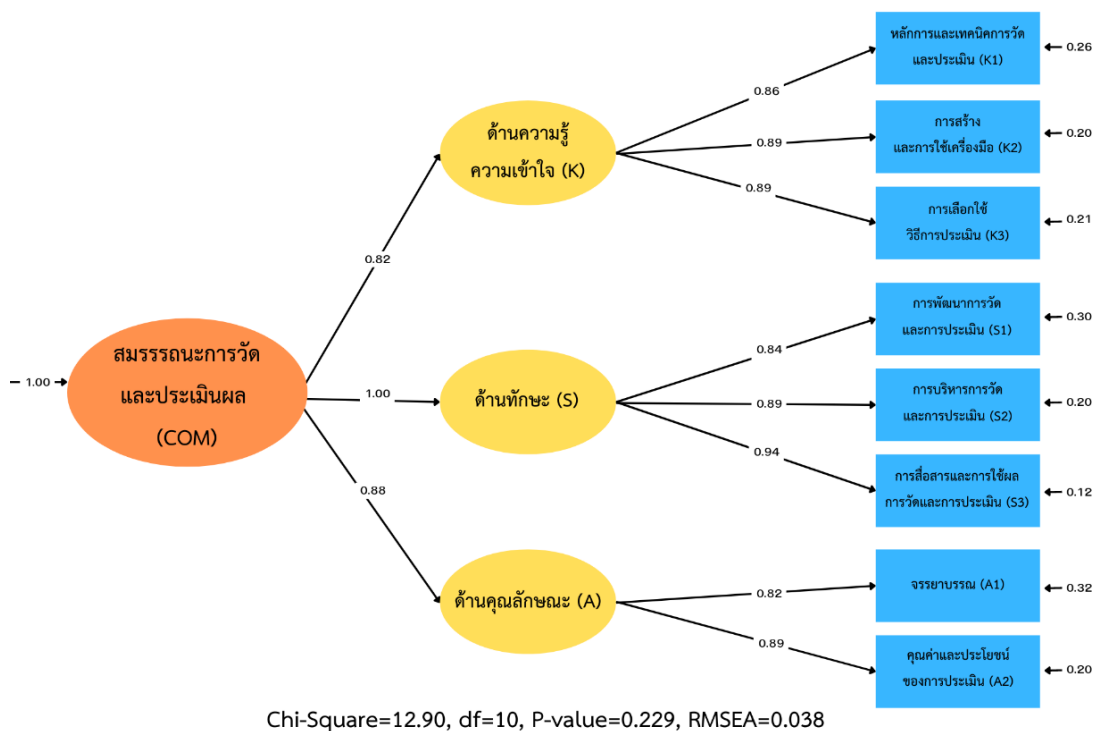 หลักการและเทคนิคการวัด
และประเมิน (K1)
0.26
0.86
การสร้าง
และการใช้เครื่องมือ (K2)
0.20
0.89
ด้านความรู้
ความเข้าใจ (K)
การเลือกใช้
วิธีการประเมิน (K3)
0.21
0.89
0.82
การพัฒนาการวัด
และการประเมิน (S1)
0.30
0.84
สมรรรถนะการวัด
และประเมินผล
(COM)
1.00
1.00
ด้านทักษะ (S)
การบริหารการวัด
และการประเมิน (S2)
0.20
0.89
0.94
การสื่อสารและการใช้ผล
การวัดและการประเมิน (S3)
0.12
0.88
จรรยาบรรณ (A1)
0.32
0.82
ด้านคุณลักษณะ (A)
0.89
คุณค่าและประโยชน์
ของการประเมิน (A2)
0.20
Chi-Square=12.90, df=10, P-value=0.229, RMSEA=0.038